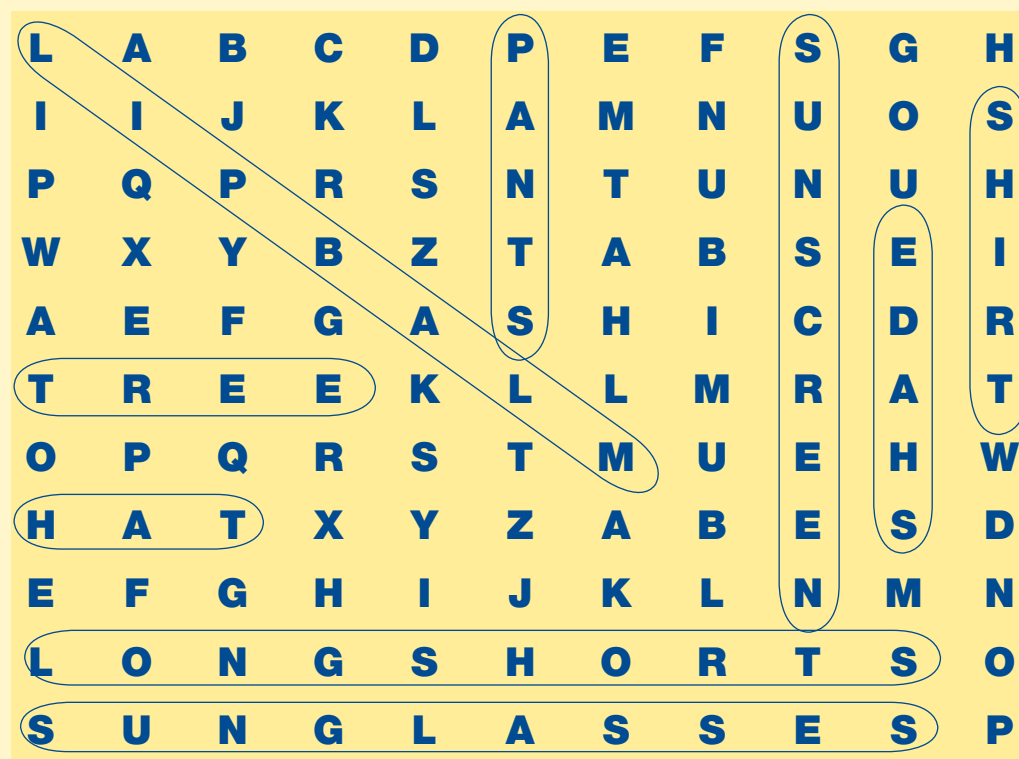 L A B C D P E F S G H
I I J K L A M N U O S
P Q P R S N T U N U H
W X Y B Z T A B S E I
A E F G A S H I C D R
T R E E K L L M R A T
O P Q R S T M U E H W
H A T X Y Z A B E S D
E F G H I J K L N M N
L O N G S H O R T S O
S U N G L A S S E S P